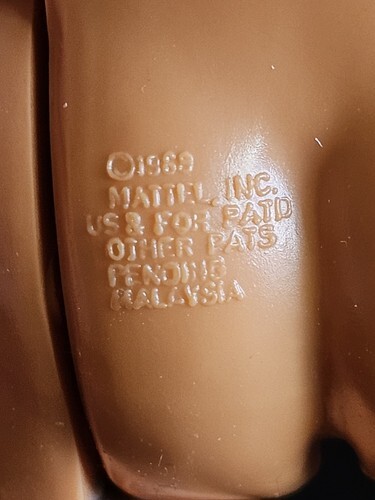 ©1969
MATTEL, INC.
US & FOR PATD
OTHER PATS
PENDING
MALAYSIA